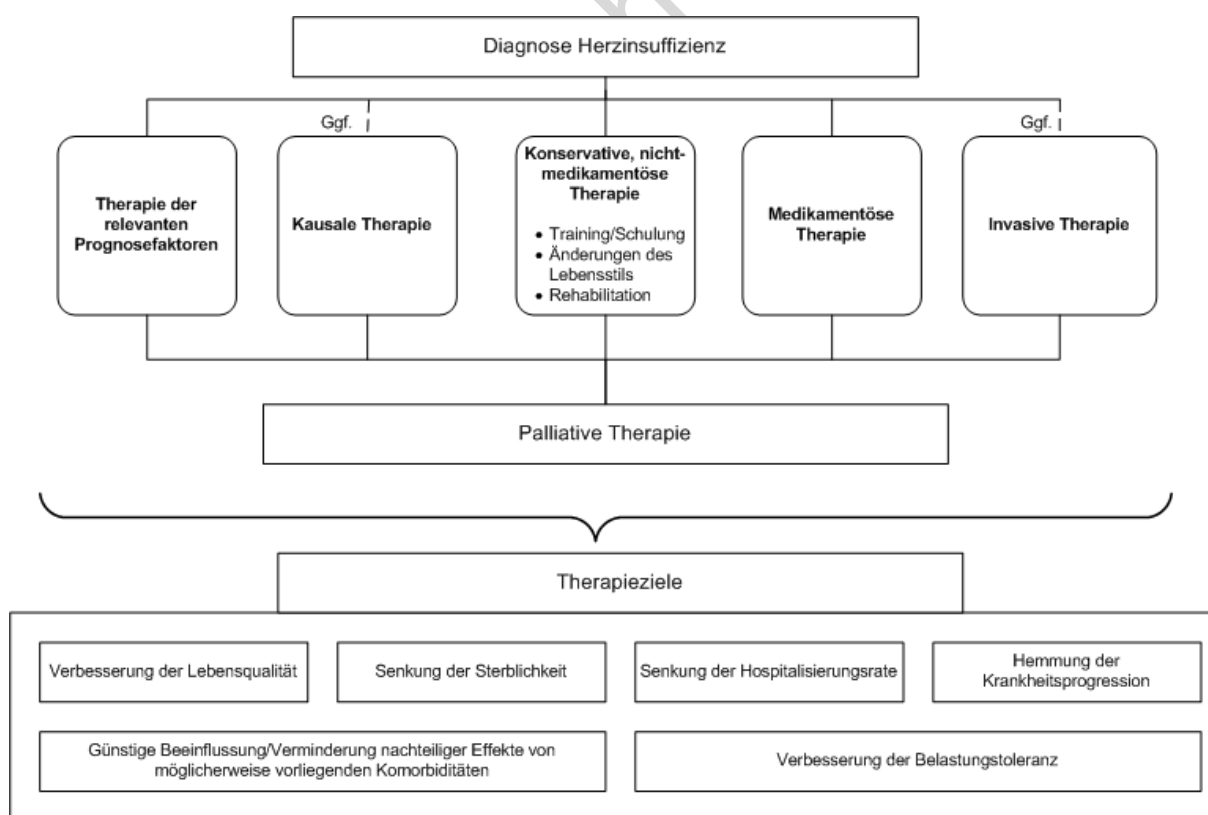 Diagnose Herzinsuffizienz
Ggf.
Ggf.
Therapie der
relevanten
Prognosefaktoren
Kausale Therapie
Konservative, nicht-
medikamentöse
Therapie
• Training/Schulung
• Änderungen des
Lebensstils
• Rehabilitation
Medikamentöse
Therapie
Invasive Therapie
Palliative Therapie
Therapieziele
Verbesserung der Lebensqualität
Senkung der Sterblichkeit
Senkung der Hospitalisierungsrate
Hemmung der
Krankheitsprogression
Günstige Beeinflussung/Verminderung nachteiliger Effekte von
möglicherweise vorliegenden Komorbiditäten
Verbesserung der Belastungstoleranz